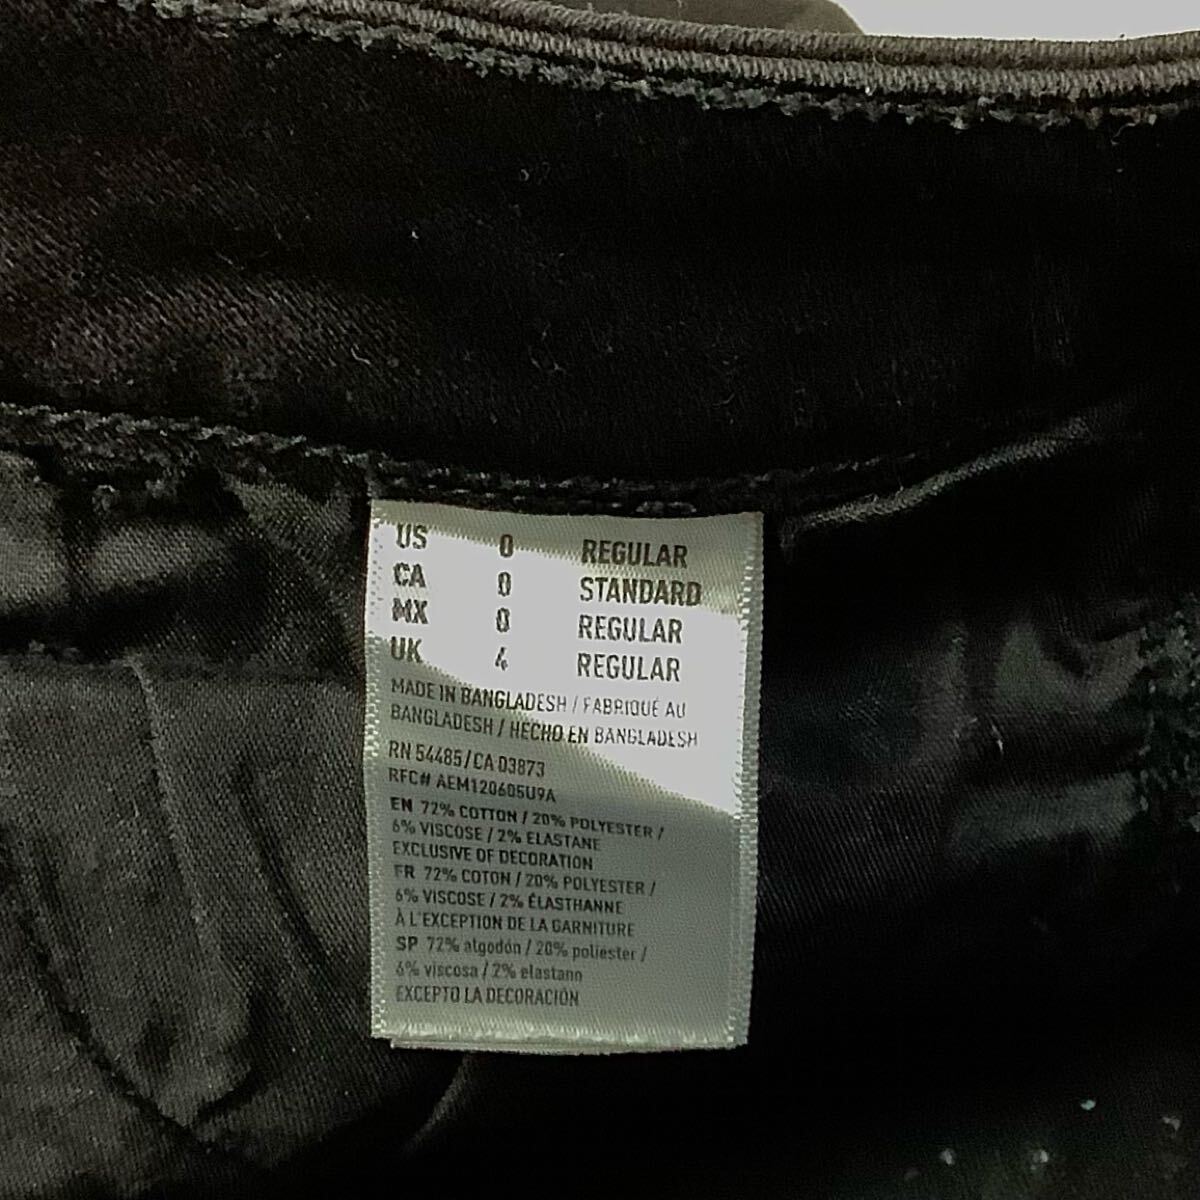 US 0 REGULAR
CA 0 STANDARD
MX 0 REGULAR
UK 4 REGULAR
MADE IN BANGLADESH / FABRIQUÉ AU
BANGLADESH / HECHO EN BANGLADESH
RN 54485 / CA 03873
RFC# AEM120605U9A
EN 72% COTTON / 20% POLYESTER /
6% VISCOSE / 2% ELASTANE
EXCLUSIVE OF DECORATION
FR 72% COTON / 20% POLYESTER /
6% VISCOSE / 2% ÉLASTHANNE
À L'EXCEPTION DE LA GARNITURE
SP 72% algodón / 20% poliester /
6% viscosa / 2% elastano
EXCEPTO LA DECORACIÓN